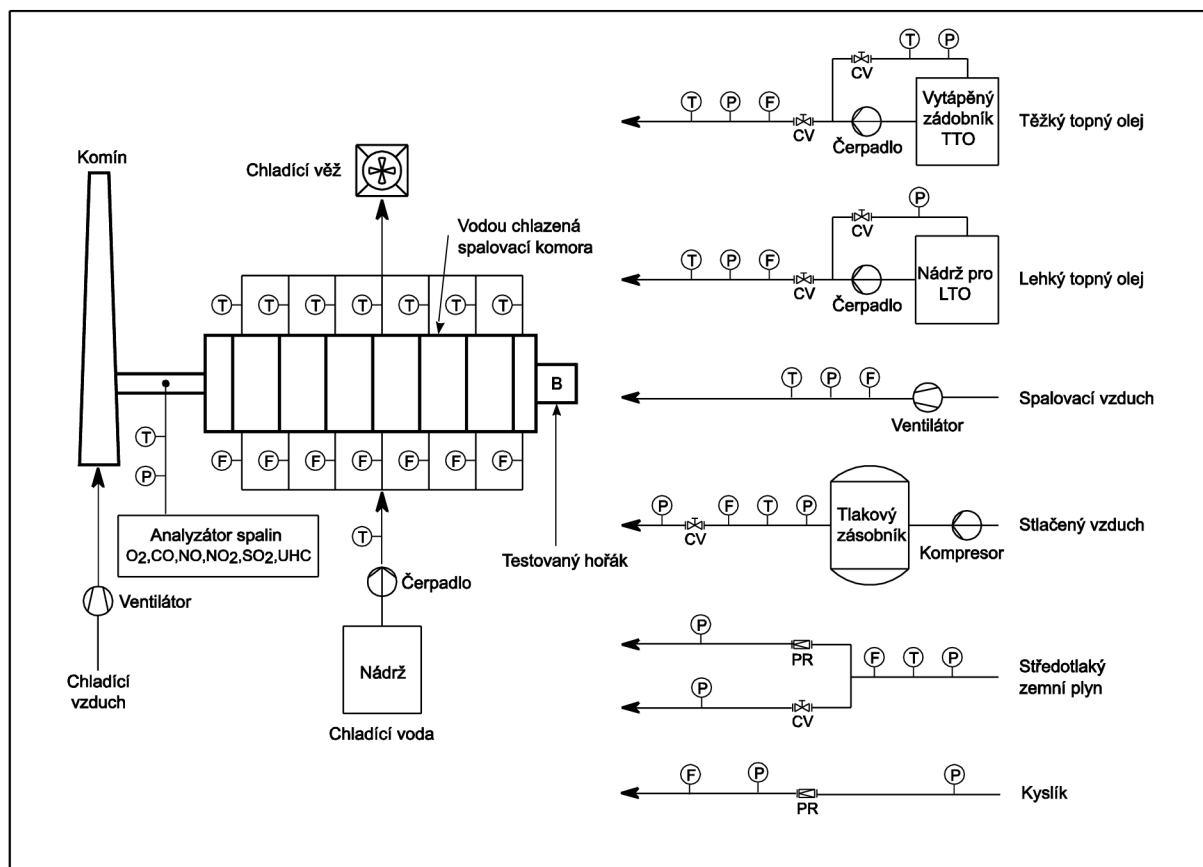 Komín
Chladící věž
Vodou chlazená
spalovací komora
T
T
T
T
T
T
T
B
T
P
F
F
F
F
F
F
F
Analyzátor spalin
O2,CO,NO,NO2,SO2,UHC
T
Testovaný hořák
Čerpadlo
Ventilátor
Nádrž
Chladící
vzduch
Chladící voda
T
P
CV
T
P
F
CV
Čerpadlo
Vytápěný
zádobník
TTO
Těžký topný olej
P
CV
T
P
F
CV
Čerpadlo
Nádrž pro
LTO
Lehký topný olej
T
P
F
Ventilátor
Spalovací vzduch
P
CV
F
T
P
Tlakový
zásobník
Kompresor
Stlačený vzduch
P
PR
F
T
P
P
CV
Středotlaký
zemní plyn
F
P
PR
P
Kyslík